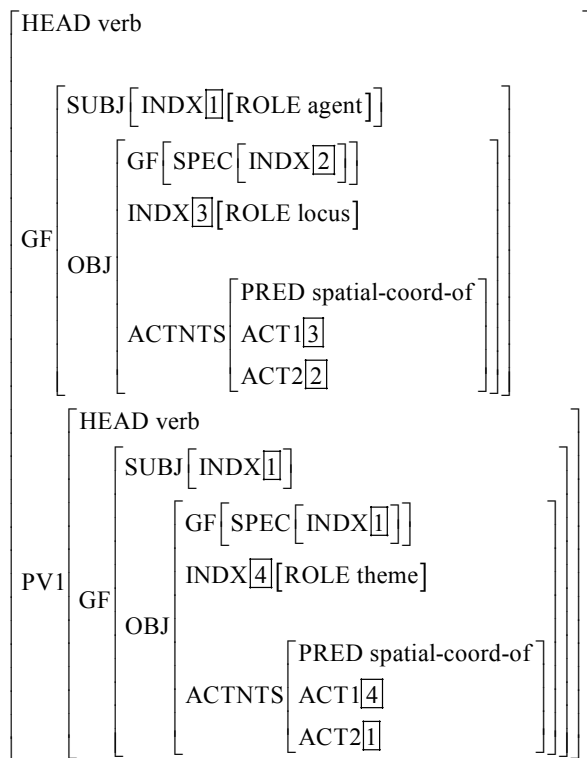 HEAD verb
SUBJ[INDX 1 [ROLE agent]]
GF[SPEC[INDX 2]]
INDX 3 [ROLE locus]
GF
OBJ
PRED spatial-coord-of
ACTNTS ACT1 3
ACT2 2
HEAD verb
SUBJ[INDX 1]
GF[SPEC[INDX 1]]
INDX 4 [ROLE theme]
PV1
GF
OBJ
PRED spatial-coord-of
ACTNTS ACT1 4
ACT2 1